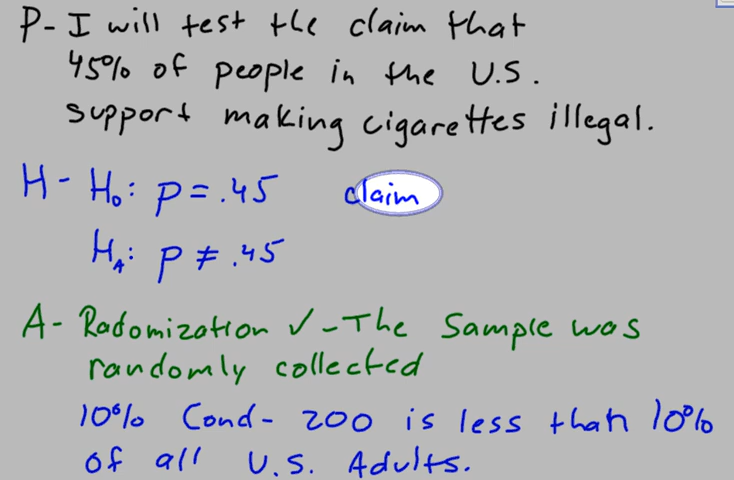 P- I will test the claim that
45% of people in the U.S.
support making cigarettes illegal.
H- H₀: p = .45 claim
Hₐ: p ≠ .45
A- Radomization ✓ - The Sample was
randomly collected
10% Cond- 200 is less than 10%
of all U.S. Adults.